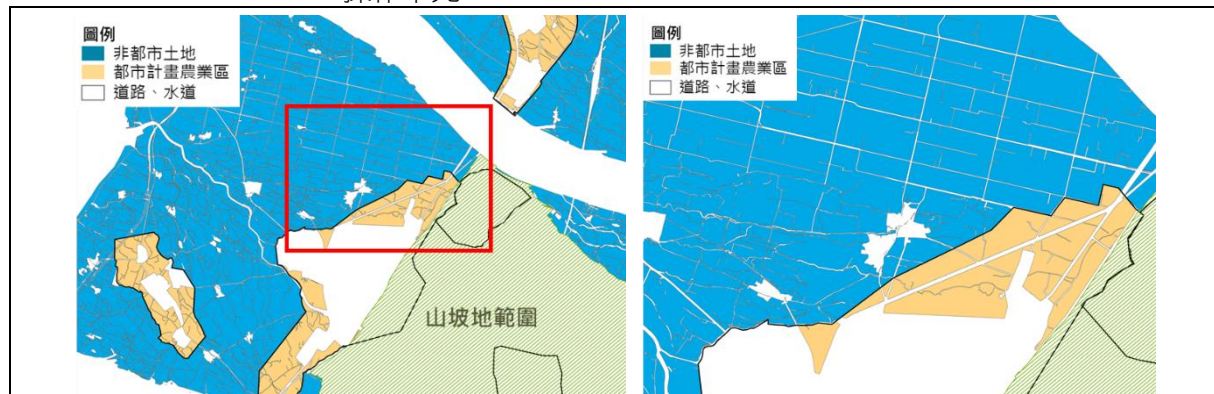 圖例
非都市土地
都市計畫農業區
道路、水道
山坡地範圍
圖例
非都市土地
都市計畫農業區
道路、水道